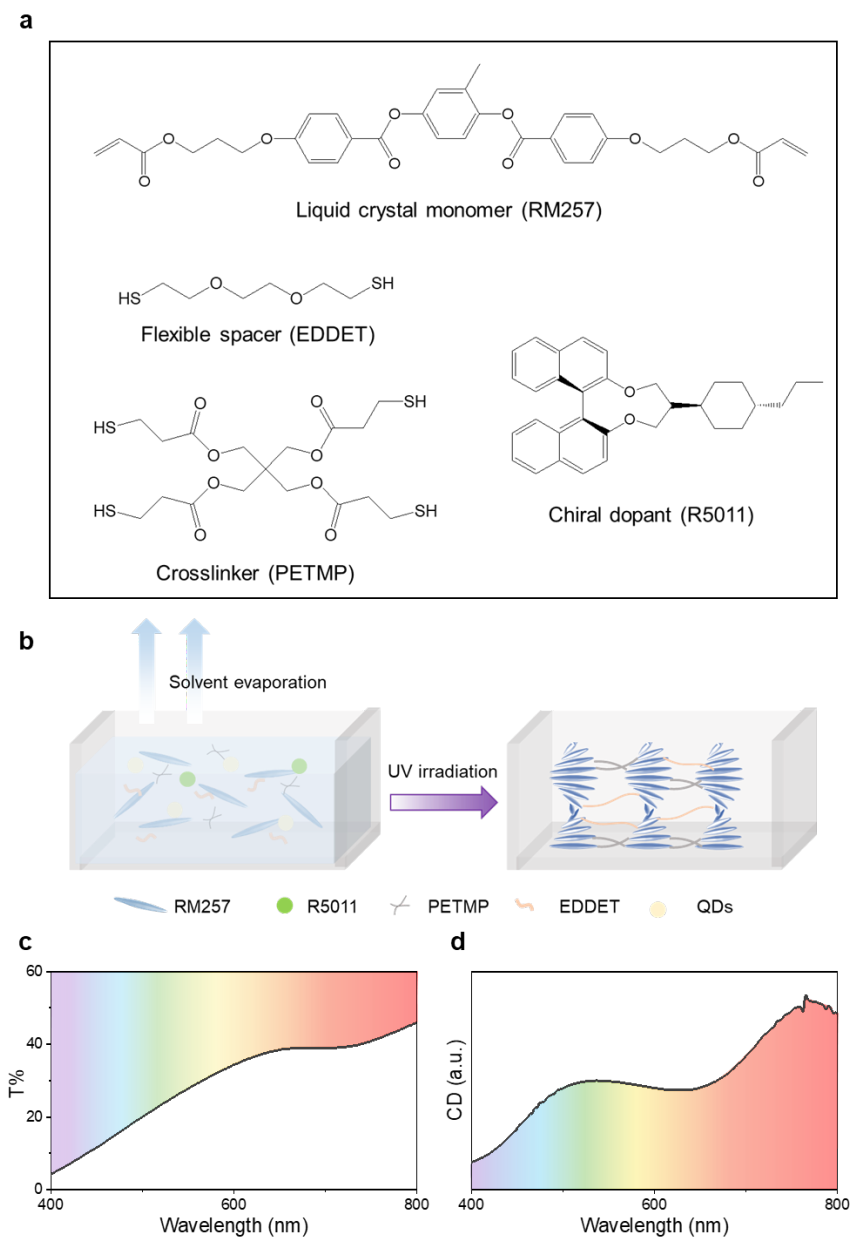 a
O
O
O
O
O
O
O
O
O
O
Liquid crystal monomer (RM257)
HS
O
O
SH
Flexible spacer (EDDET)
O
O
SH
HS
O
O
HS
O
O
SH
O
O
Crosslinker (PETMP)
O
O
Chiral dopant (R5011)
b
Solvent evaporation
UV irradiation
RM257
R5011
PETMP
EDDET
QDs
c
60
40
20
0
T%
400
600
800
Wavelength (nm)
d
CD (a.u.)
400
600
800
Wavelength (nm)